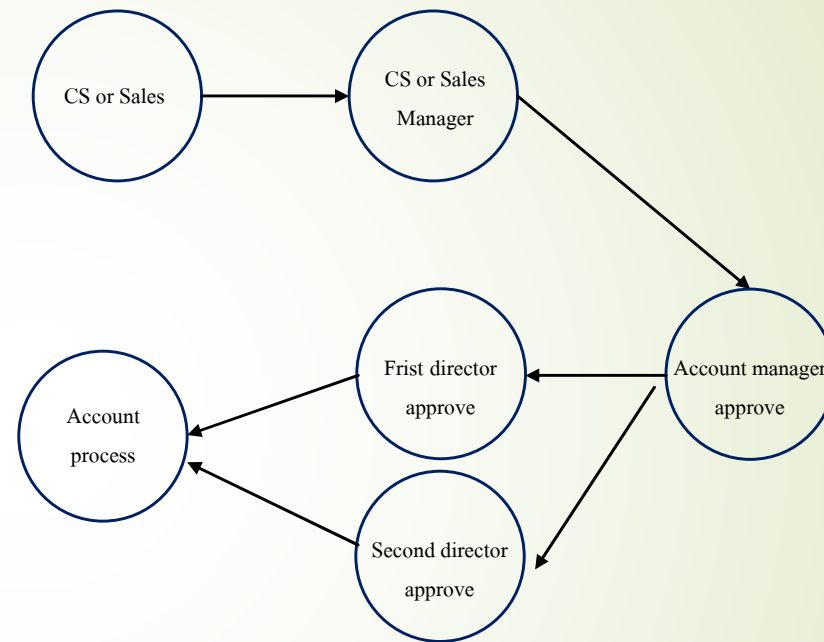 CS or Sales
CS or Sales
Manager
Frist director
approve
Account manager
approve
Account
process
Second director
approve